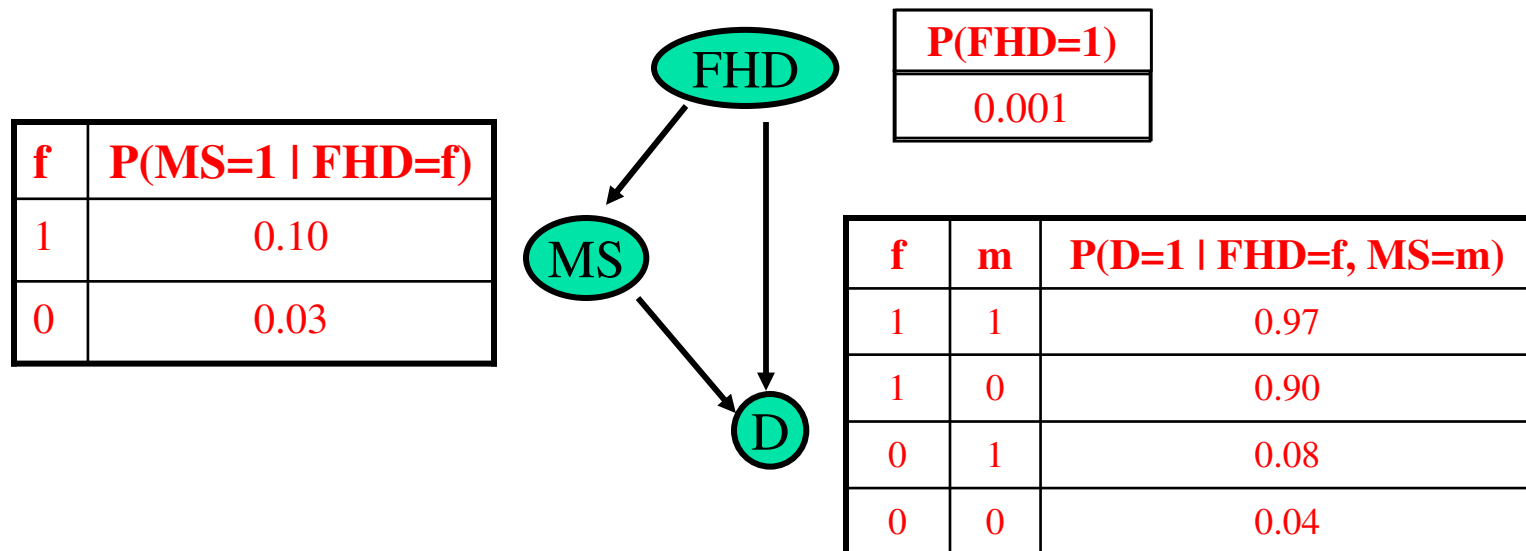 FHD
P(FHD=1)
0.001
f P(MS=1 | FHD=f)
1 0.10
0 0.03
MS
f m P(D=1 | FHD=f, MS=m)
1 1 0.97
1 0 0.90
0 1 0.08
0 0 0.04
D